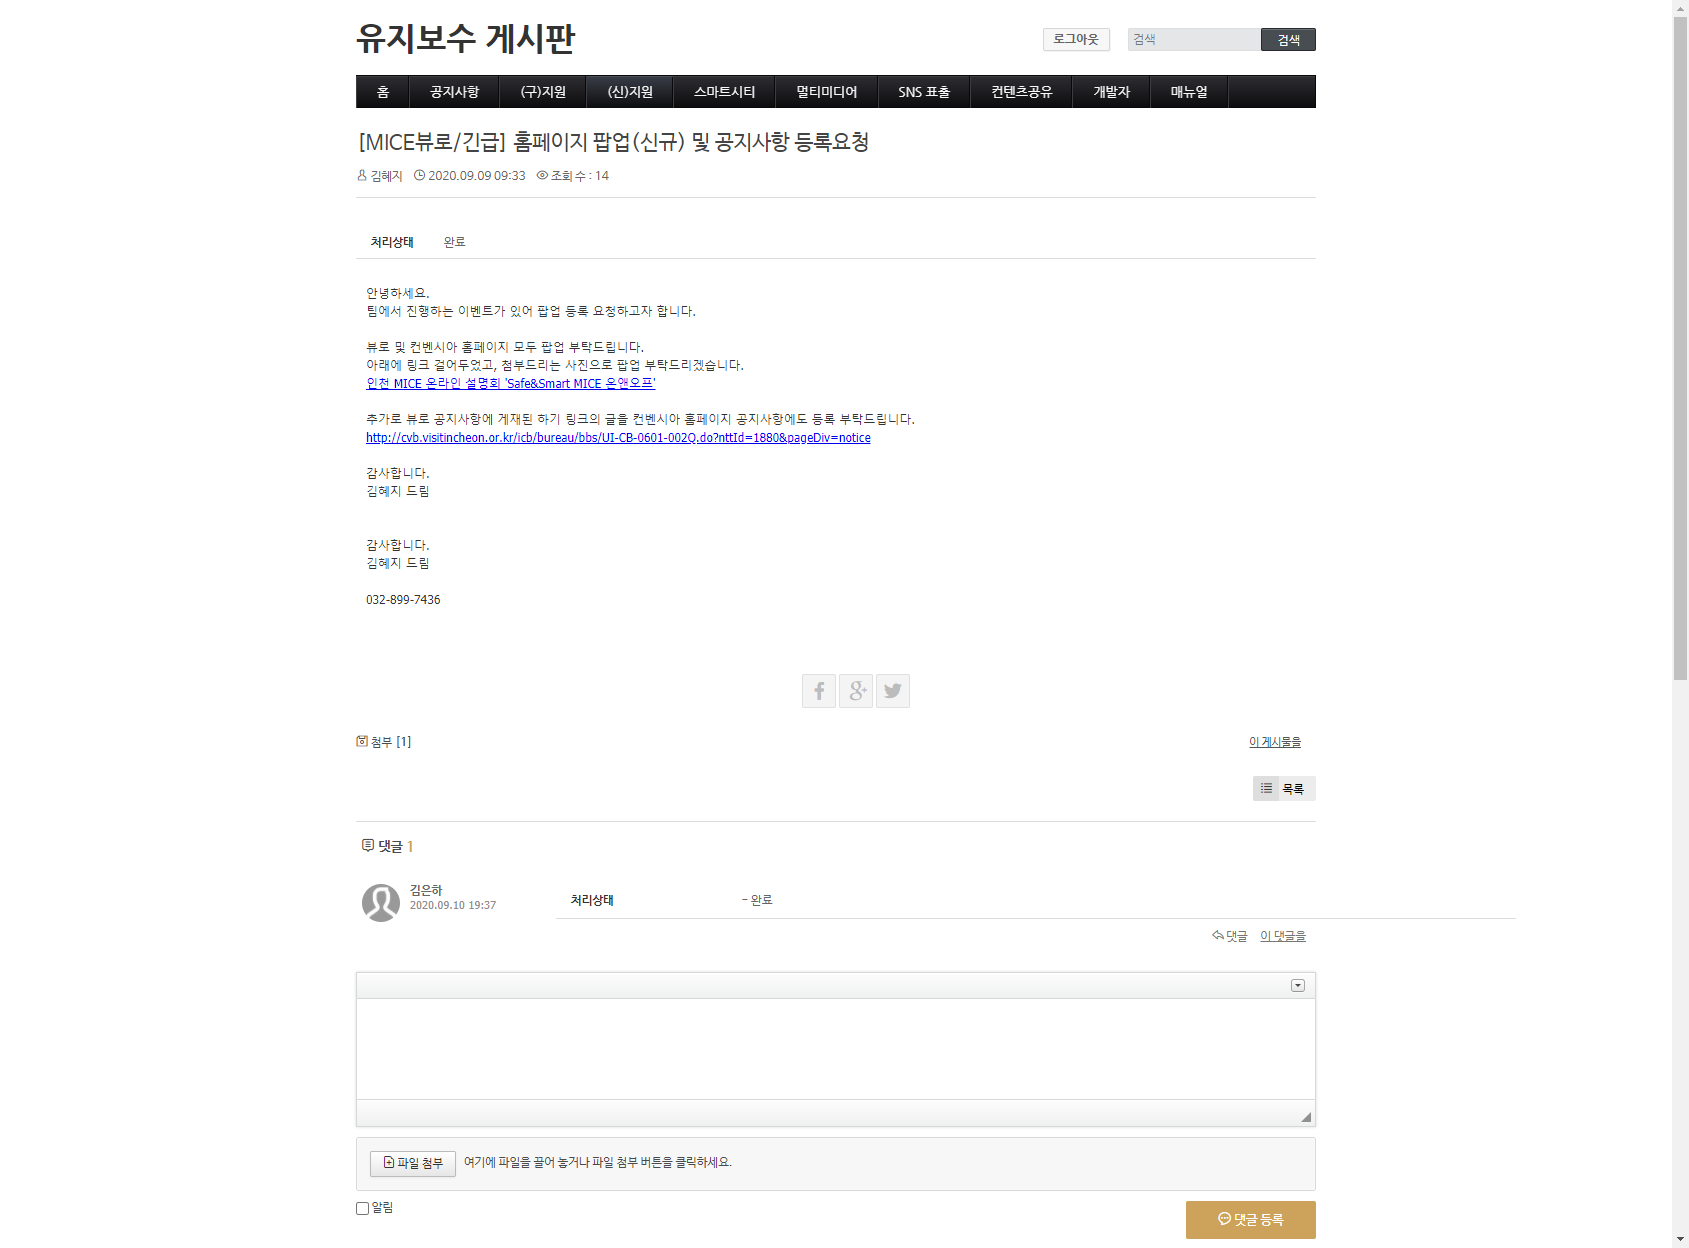 유지보수 게시판
로그아웃 검색 검색
홈 공지사항 (구)지원 (신)지원 스마트시티 멀티미디어 SNS 표출 컨텐츠공유 개발자 매뉴얼
[MICE뷰로/긴급] 홈페이지 팝업(신규) 및 공지사항 등록요청
김혜지 2020.09.09 09:33 조회 수 : 14
처리상태 완료
안녕하세요.
팀에서 진행하는 이벤트가 있어 팝업 등록 요청하고자 합니다.
뷰로 및 컨벤시아 홈페이지 모두 팝업 부탁드립니다.
아래에 링크 걸어두었고, 첨부드리는 사진으로 팝업 부탁드리겠습니다.
인천 MICE 온라인 설명회 'Safe&Smart MICE 온앤오프'
추가로 뷰로 공지사항에 게재된 하기 링크의 글을 컨벤시아 홈페이지 공지사항에도 등록 부탁드립니다.
http://cvb.visitincheon.or.kr/icb/bureau/bbs/UI-CB-0601-002Q.do?nttId=1880&pageDiv=notice
감사합니다.
김혜지 드림
감사합니다.
김혜지 드림
032-899-7436
첨부 [1] 이 게시물을
목록
댓글 1
김은하
2020.09.10 19:37
처리상태 - 완료
댓글 이 댓글을
파일 첨부 여기에 파일을 끌어 놓거나 파일 첨부 버튼을 클릭하세요.
알림
댓글 등록